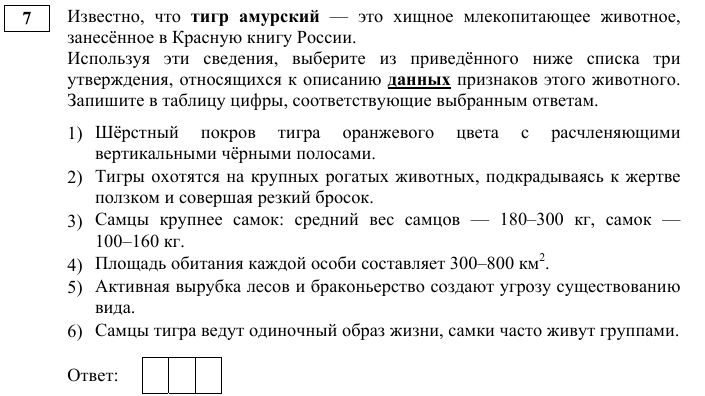 7
Известно, что тигр амурский — это хищное млекопитающее животное,
занесённое в Красную книгу России.
Используя эти сведения, выберите из приведённого ниже списка три
утверждения, относящихся к описанию данных признаков этого животного.
Запишите в таблицу цифры, соответствующие выбранным ответам.
1) Шёрстный покров тигра оранжевого цвета с расчленяющими
вертикальными чёрными полосами.
2) Тигры охотятся на крупных рогатых животных, подкрадываясь к жертве
ползком и совершая резкий бросок.
3) Самцы крупнее самок: средний вес самцов — 180–300 кг, самок —
100–160 кг.
4) Площадь обитания каждой особи составляет 300–800 км².
5) Активная вырубка лесов и браконьерство создают угрозу существованию
вида.
6) Самцы тигра ведут одиночный образ жизни, самки часто живут группами.
Ответ: